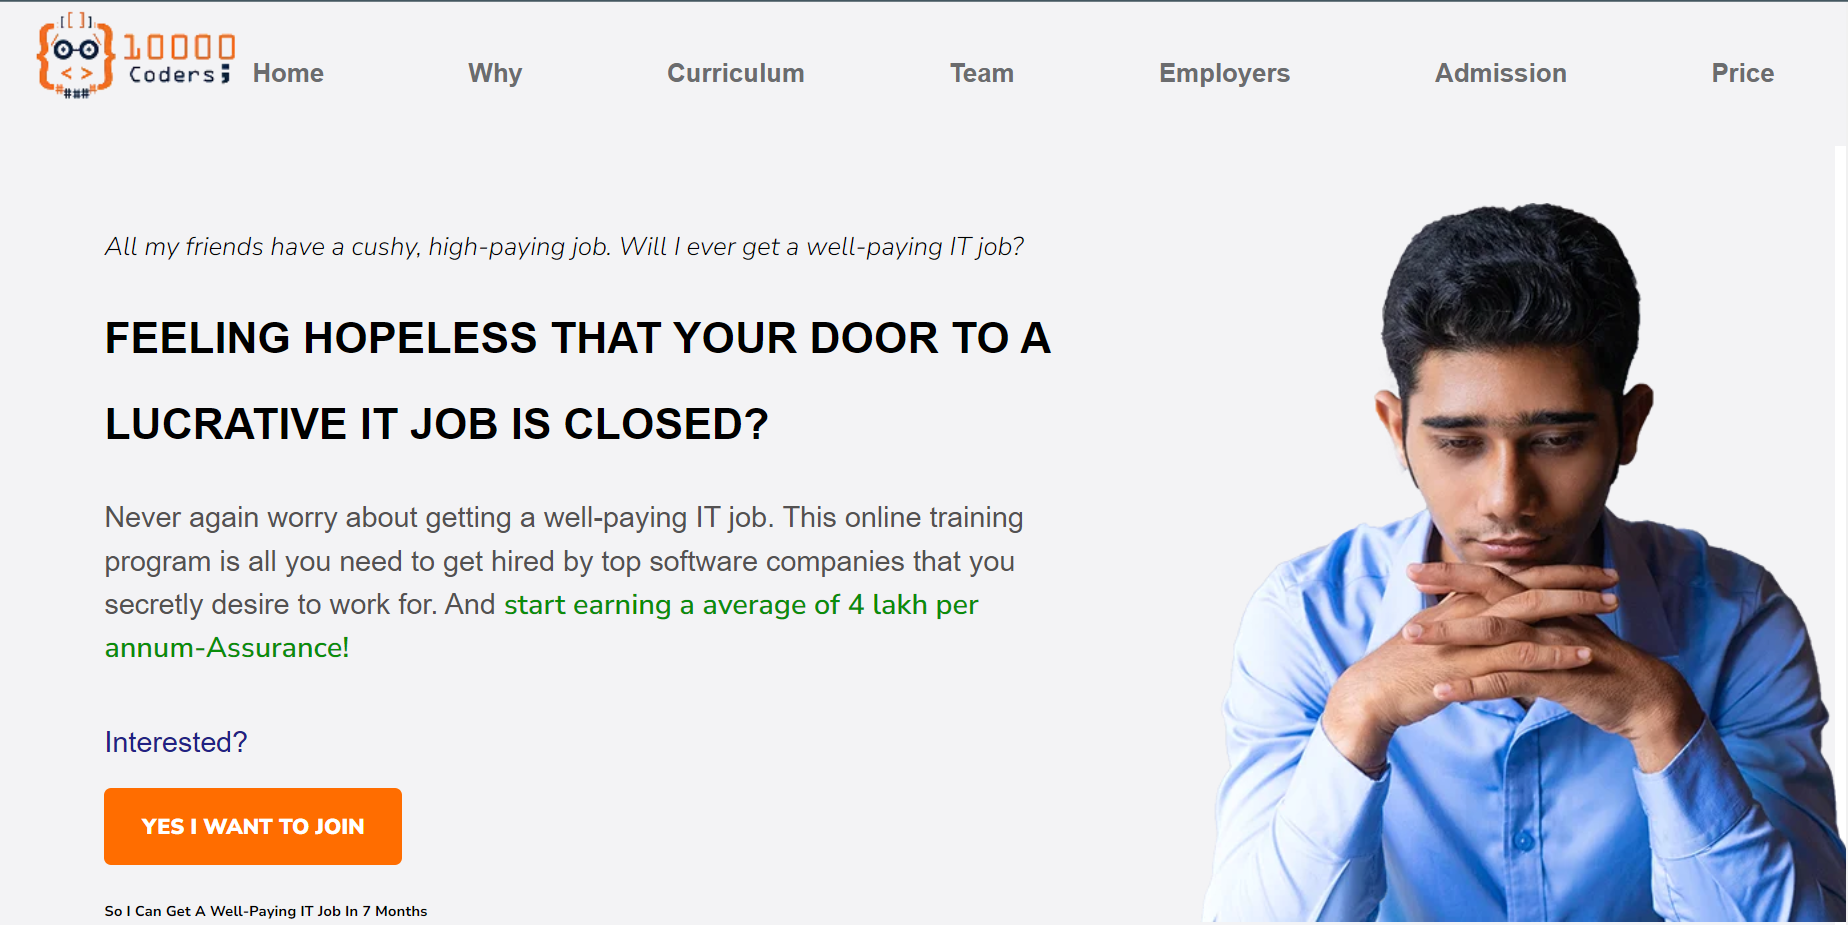 10000
Coders;
Home Why Curriculum Team Employers Admission Price
All my friends have a cushy, high-paying job. Will I ever get a well-paying IT job?
FEELING HOPELESS THAT YOUR DOOR TO A
LUCRATIVE IT JOB IS CLOSED?
Never again worry about getting a well-paying IT job. This online training
program is all you need to get hired by top software companies that you
secretly desire to work for. And start earning a average of 4 lakh per
annum-Assurance!
Interested?
YES I WANT TO JOIN
So I Can Get A Well-Paying IT Job In 7 Months